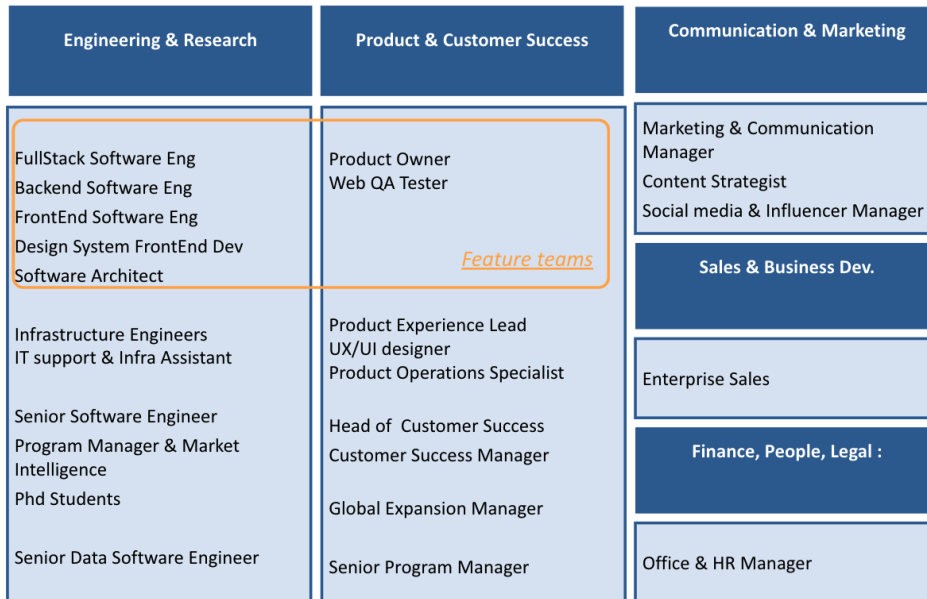 Engineering & Research
FullStack Software Eng
Backend Software Eng
FrontEnd Software Eng
Design System FrontEnd Dev
Software Architect
Infrastructure Engineers
IT support & Infra Assistant
Senior Software Engineer
Program Manager & Market
Intelligence
Phd Students
Senior Data Software Engineer
Product & Customer Success
Product Owner
Web QA Tester
Feature teams
Product Experience Lead
UX/UI designer
Product Operations Specialist
Head of  Customer Success
Customer Success Manager
Global Expansion Manager
Senior Program Manager
Communication & Marketing
Marketing & Communication
Manager
Content Strategist
Social media & Influencer Manager
Sales & Business Dev.
Enterprise Sales
Finance, People, Legal :
Office & HR Manager